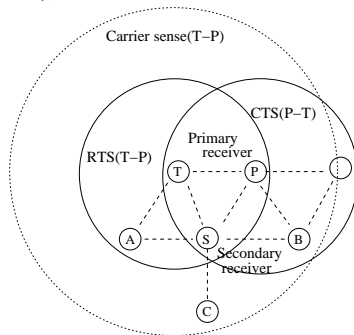 Carrier sense(T−P)
CTS(P−T)
Primary
receiver
RTS(T−P)
T
P
A
S
B
Secondary
receiver
C